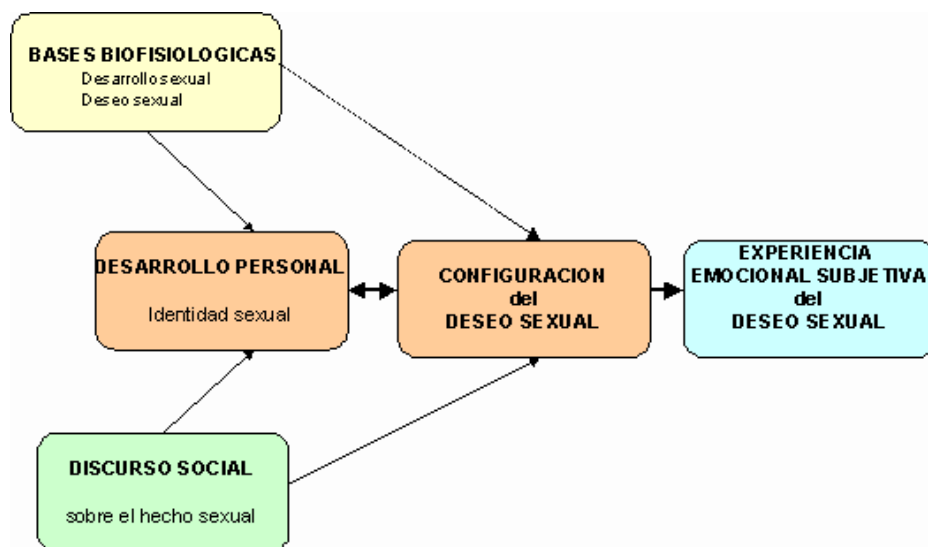 BASES BIOFISIOLOGICAS
Desarrollo sexual
Deseo sexual
DESARROLLO PERSONAL
Identidad sexual
CONFIGURACION
del
DESEO SEXUAL
EXPERIENCIA
EMOCIONAL SUBJETIVA
del
DESEO SEXUAL
DISCURSO SOCIAL
sobre el hecho sexual